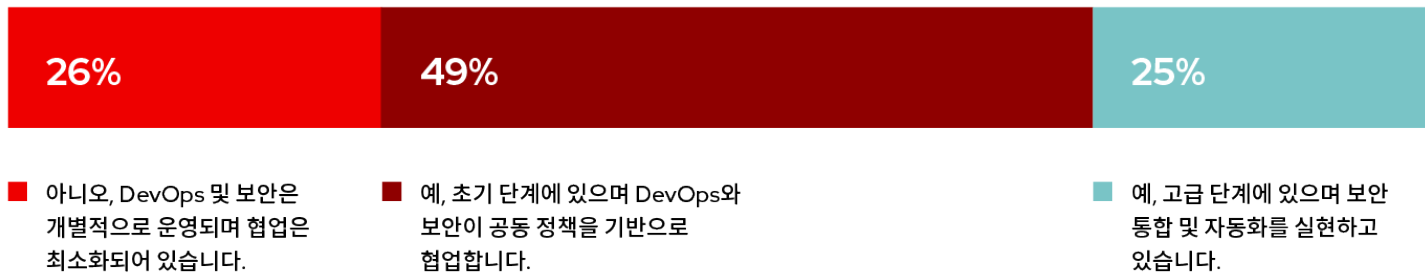 26%
49%
25%
아니오, DevOps 및 보안은
개별적으로 운영되며 협업은
최소화되어 있습니다.
예, 초기 단계에 있으며 DevOps와
보안이 공동 정책을 기반으로
협업합니다.
예, 고급 단계에 있으며 보안
통합 및 자동화를 실현하고
있습니다.